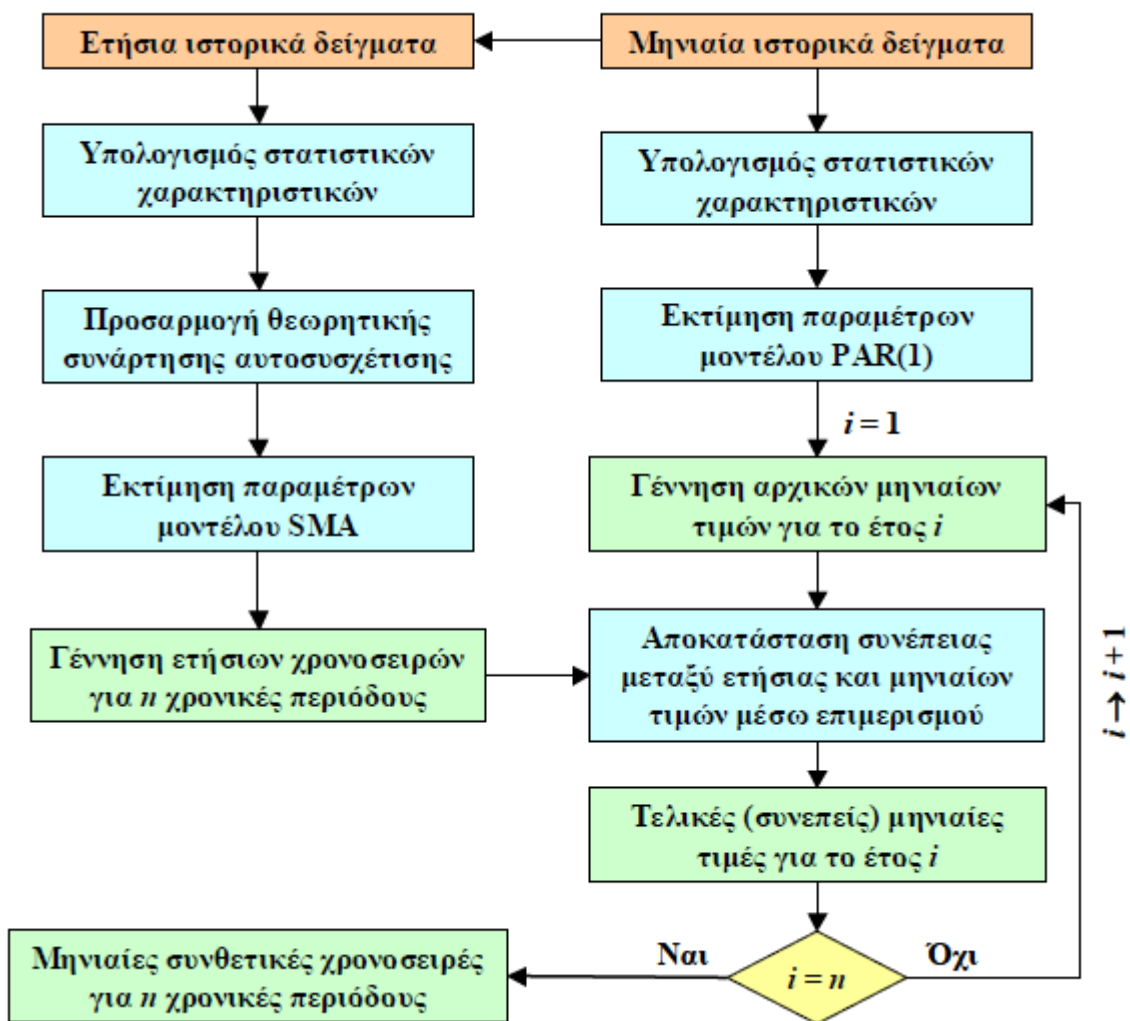 Ετήσια ιστορικά δείγματα
Μηνιαία ιστορικά δείγματα
Υπολογισμός στατιστικών
χαρακτηριστικών
Υπολογισμός στατιστικών
χαρακτηριστικών
Προσαρμογή θεωρητικής
συνάρτησης αυτοσυσχέτισης
Εκτίμηση παραμέτρων
μοντέλου PAR(1)
i = 1
Εκτίμηση παραμέτρων
μοντέλου SMA
Γέννηση αρχικών μηνιαίων
τιμών για το έτος i
Γέννηση ετήσιων χρονοσειρών
για n χρονικές περιόδους
Αποκατάσταση συνέπειας
μεταξύ ετήσιας και μηνιαίων
τιμών μέσω επιμερισμού
i → i + 1
Τελικές (συνεπείς) μηνιαίες
τιμές για το έτος i
Μηνιαίες συνθετικές χρονοσειρές
για n χρονικές περιόδους
Ναι
i = n
Όχι